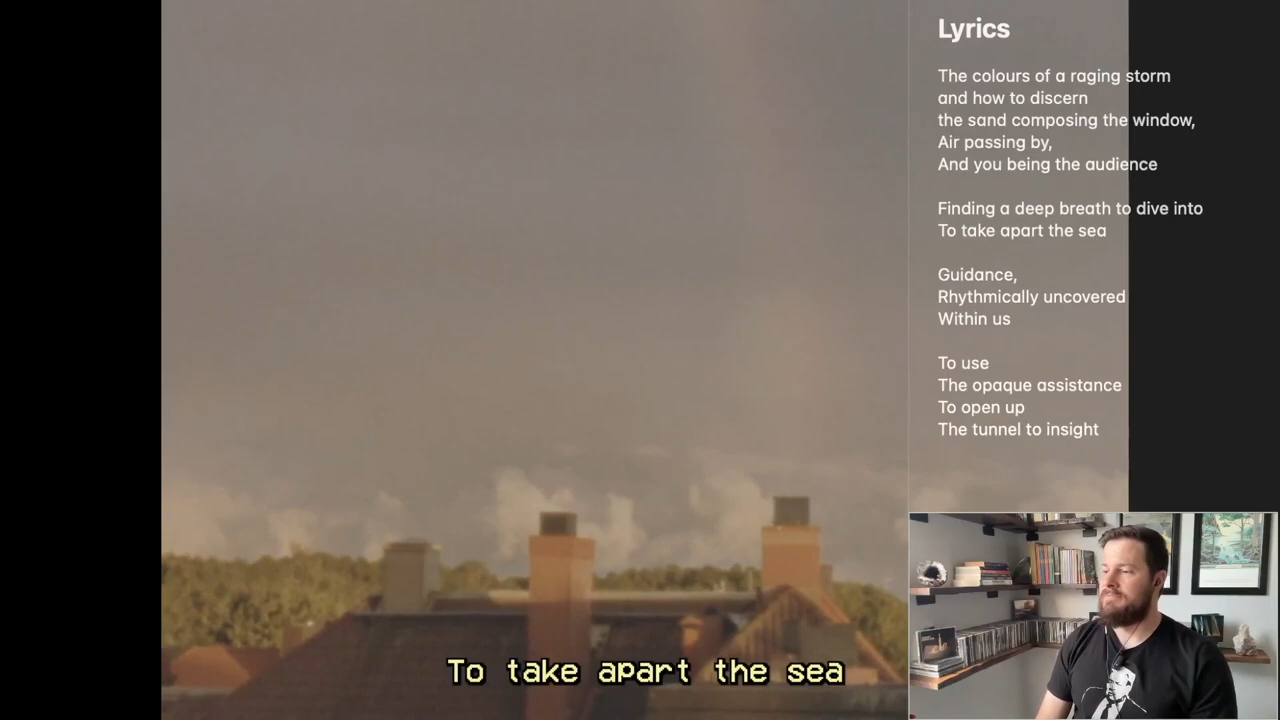 Lyrics
The colours of a raging storm
and how to discern
the sand composing the window,
Air passing by,
And you being the audience
Finding a deep breath to dive into
To take apart the sea
Guidance,
Rhythmically uncovered
Within us
To use
The opaque assistance
To open up
The tunnel to insight
To take apart the sea